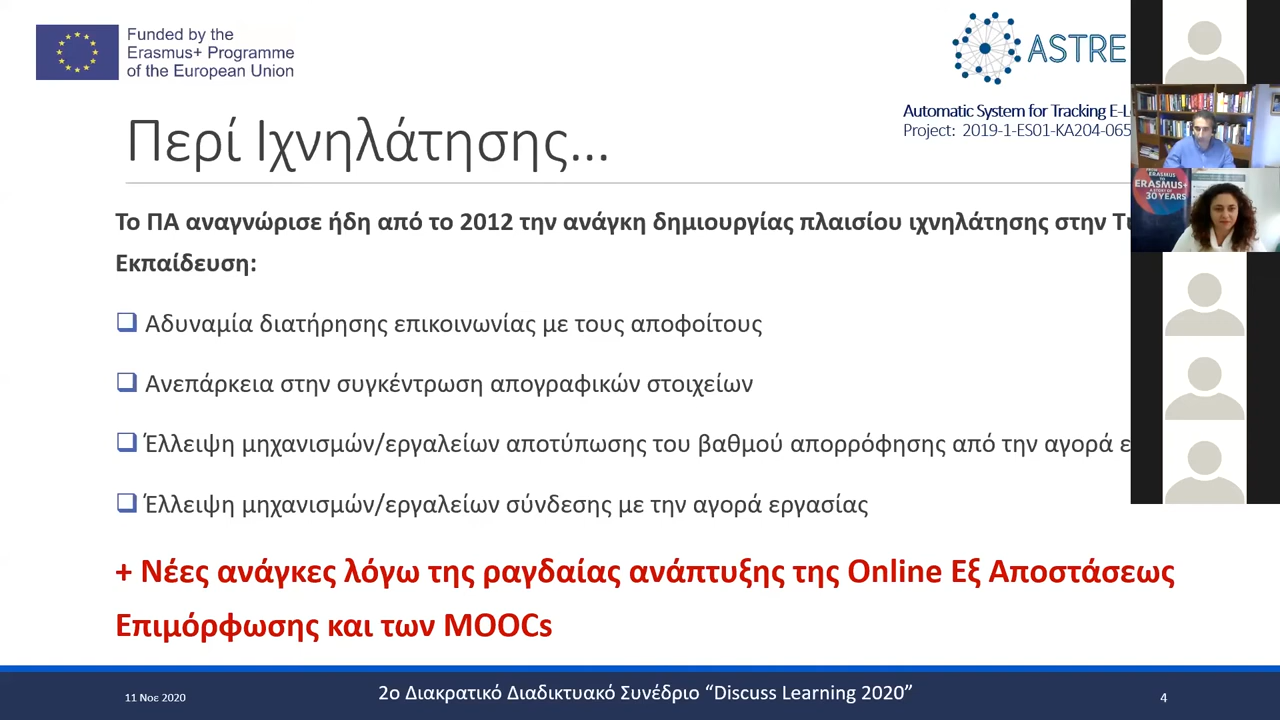 Funded by the
Erasmus+ Programme
of the European Union
ASTRE
Automatic System for Tracking
Project: 2019-1-ES01-KA204-065
Περί Ιχνηλάτησης...
Το ΠΑ αναγνώρισε ήδη από το 2012 την ανάγκη δημιουργίας πλαισίου ιχνηλάτησης στην
Εκπαίδευση:
Αδυναμία διατήρησης επικοινωνίας με τους αποφοίτους
Ανεπάρκεια στην συγκέντρωση απογραφικών στοιχείων
Έλλειψη μηχανισμών/εργαλείων αποτύπωσης του βαθμού απορρόφησης από την αγορά
Έλλειψη μηχανισμών/εργαλείων σύνδεσης με την αγορά εργασίας
+ Νέες ανάγκες λόγω της ραγδαίας ανάπτυξης της Online Εξ Αποστάσεως
Επιμόρφωσης και των MOOCs
ERASMUS
ERASMUS+
30 YEARS
11 Νοε 2020
2ο Διακρατικό Διαδικτυακό Συνέδριο “Discuss Learning 2020”
4